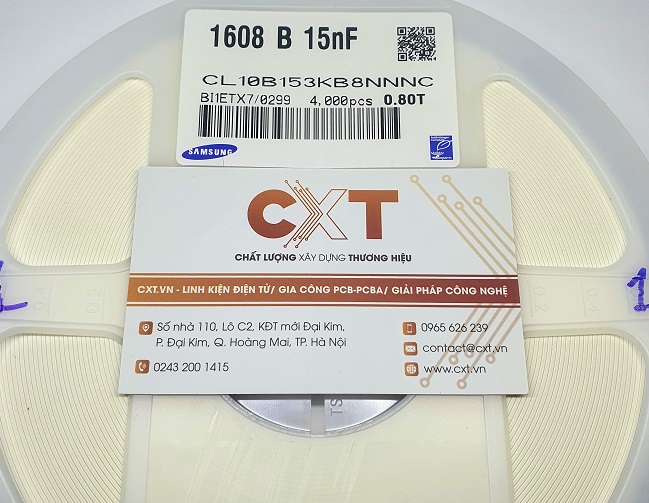 1608 B 15nF
CL10B153KB8NNNC
BI1ETX7/0299 4,000pcs 0.80T
SAMSUNG
CXT
CHẤT LƯỢNG XÂY DỰNG THƯƠNG HIỆU
CXT.VN - LINH KIỆN ĐIỆN TỬ/ GIA CÔNG PCB-PCBA/ GIẢI PHÁP CÔNG NGHỆ
Số nhà 110, Lô C2, KĐT mới Đại Kim,
P. Đại Kim, Q. Hoàng Mai, TP. Hà Nội
0243 200 1415
0965 626 239
contact@cxt.vn
www.cxt.vn
1
TS